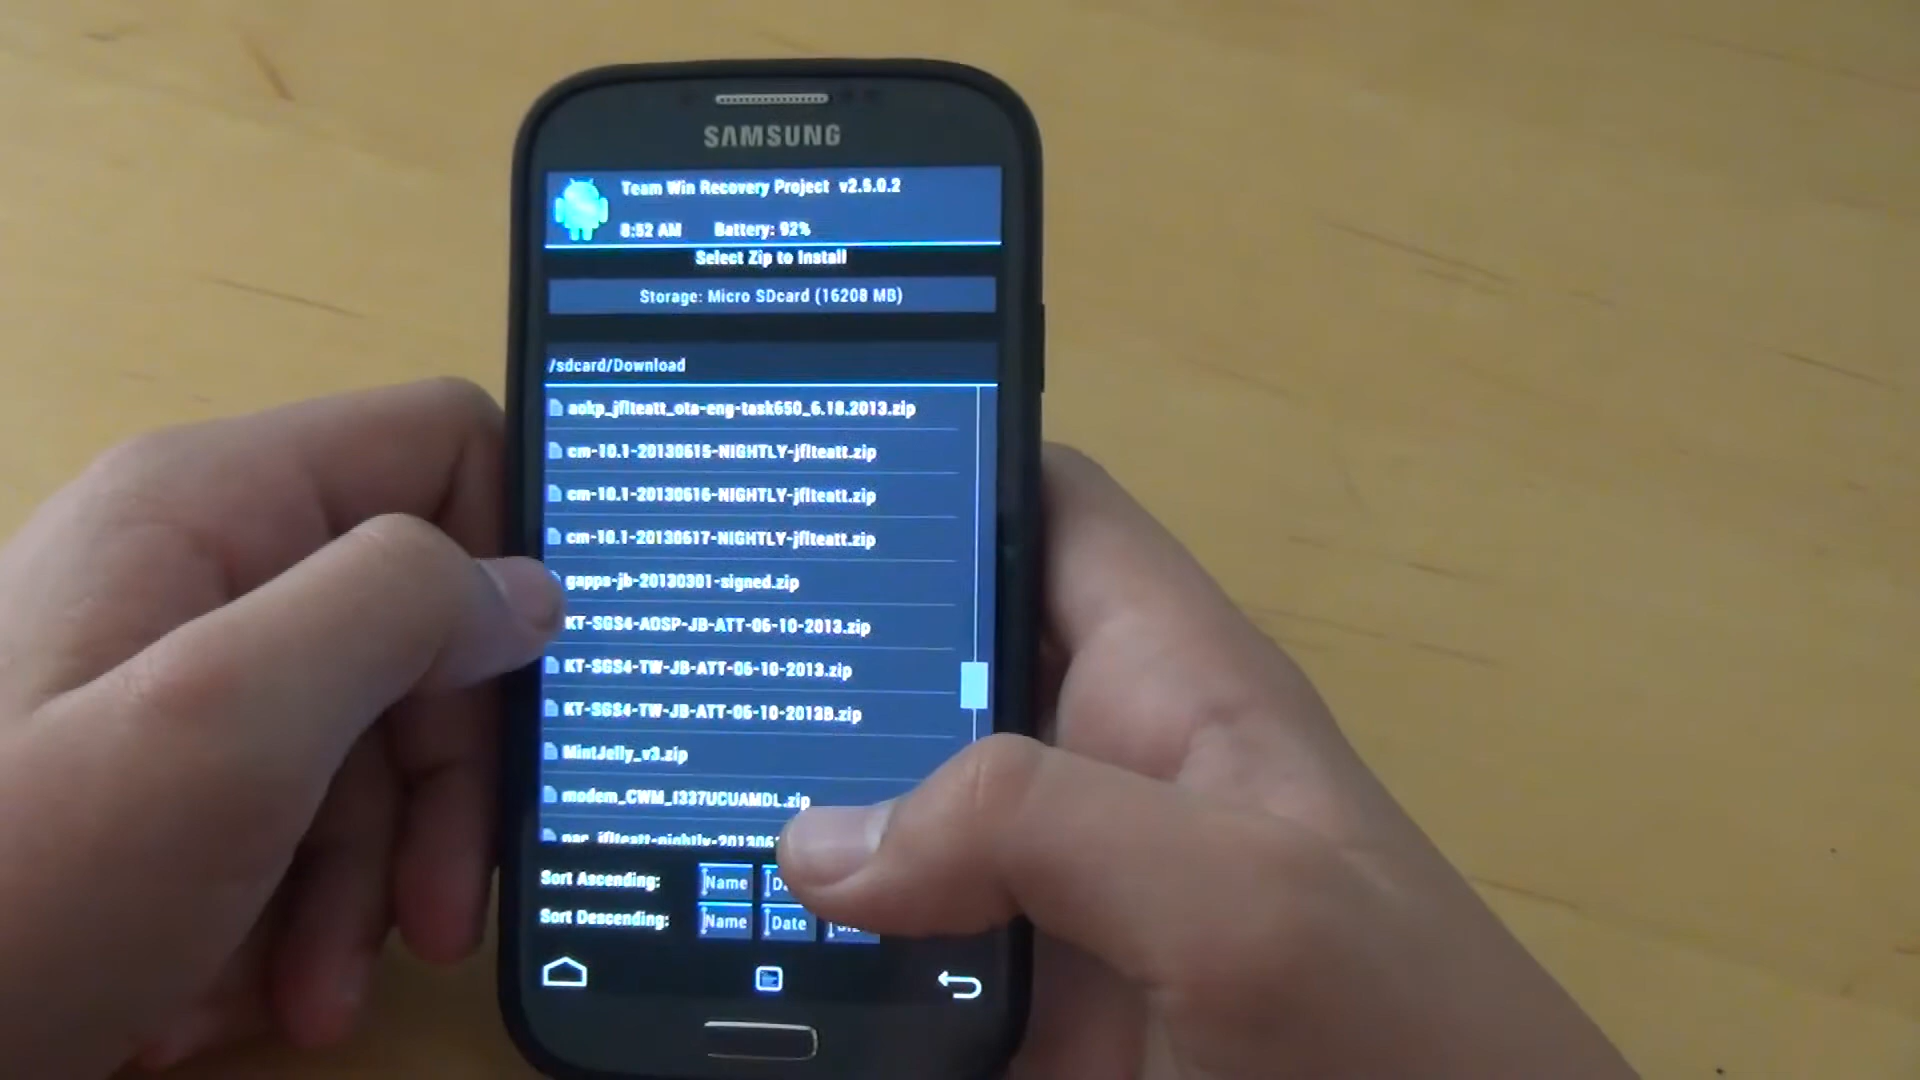 SAMSUNG
Team Win Recovery Project v2.5.0.2
8:52 AM Battery: 92%
Select Zip to Install
Storage: Micro SDcard (16208 MB)
/sdcard/Download
aokp_jflteatt_ota-eng-task650_6.18.2013.zip
cm-10.1-20130615-NIGHTLY-jflteatt.zip
cm-10.1-20130616-NIGHTLY-jflteatt.zip
cm-10.1-20130617-NIGHTLY-jflteatt.zip
gapps-jb-20130301-signed.zip
KT-SGS4-AOSP-JB-ATT-06-10-2013.zip
KT-SGS4-TW-JB-ATT-06-10-2013.zip
KT-SGS4-TW-JB-ATT-06-10-2013B.zip
MintJelly_v3.zip
modem_CWM_I337UCUAMDL.zip
Sort Ascending: Name
Sort Descending: Name Date